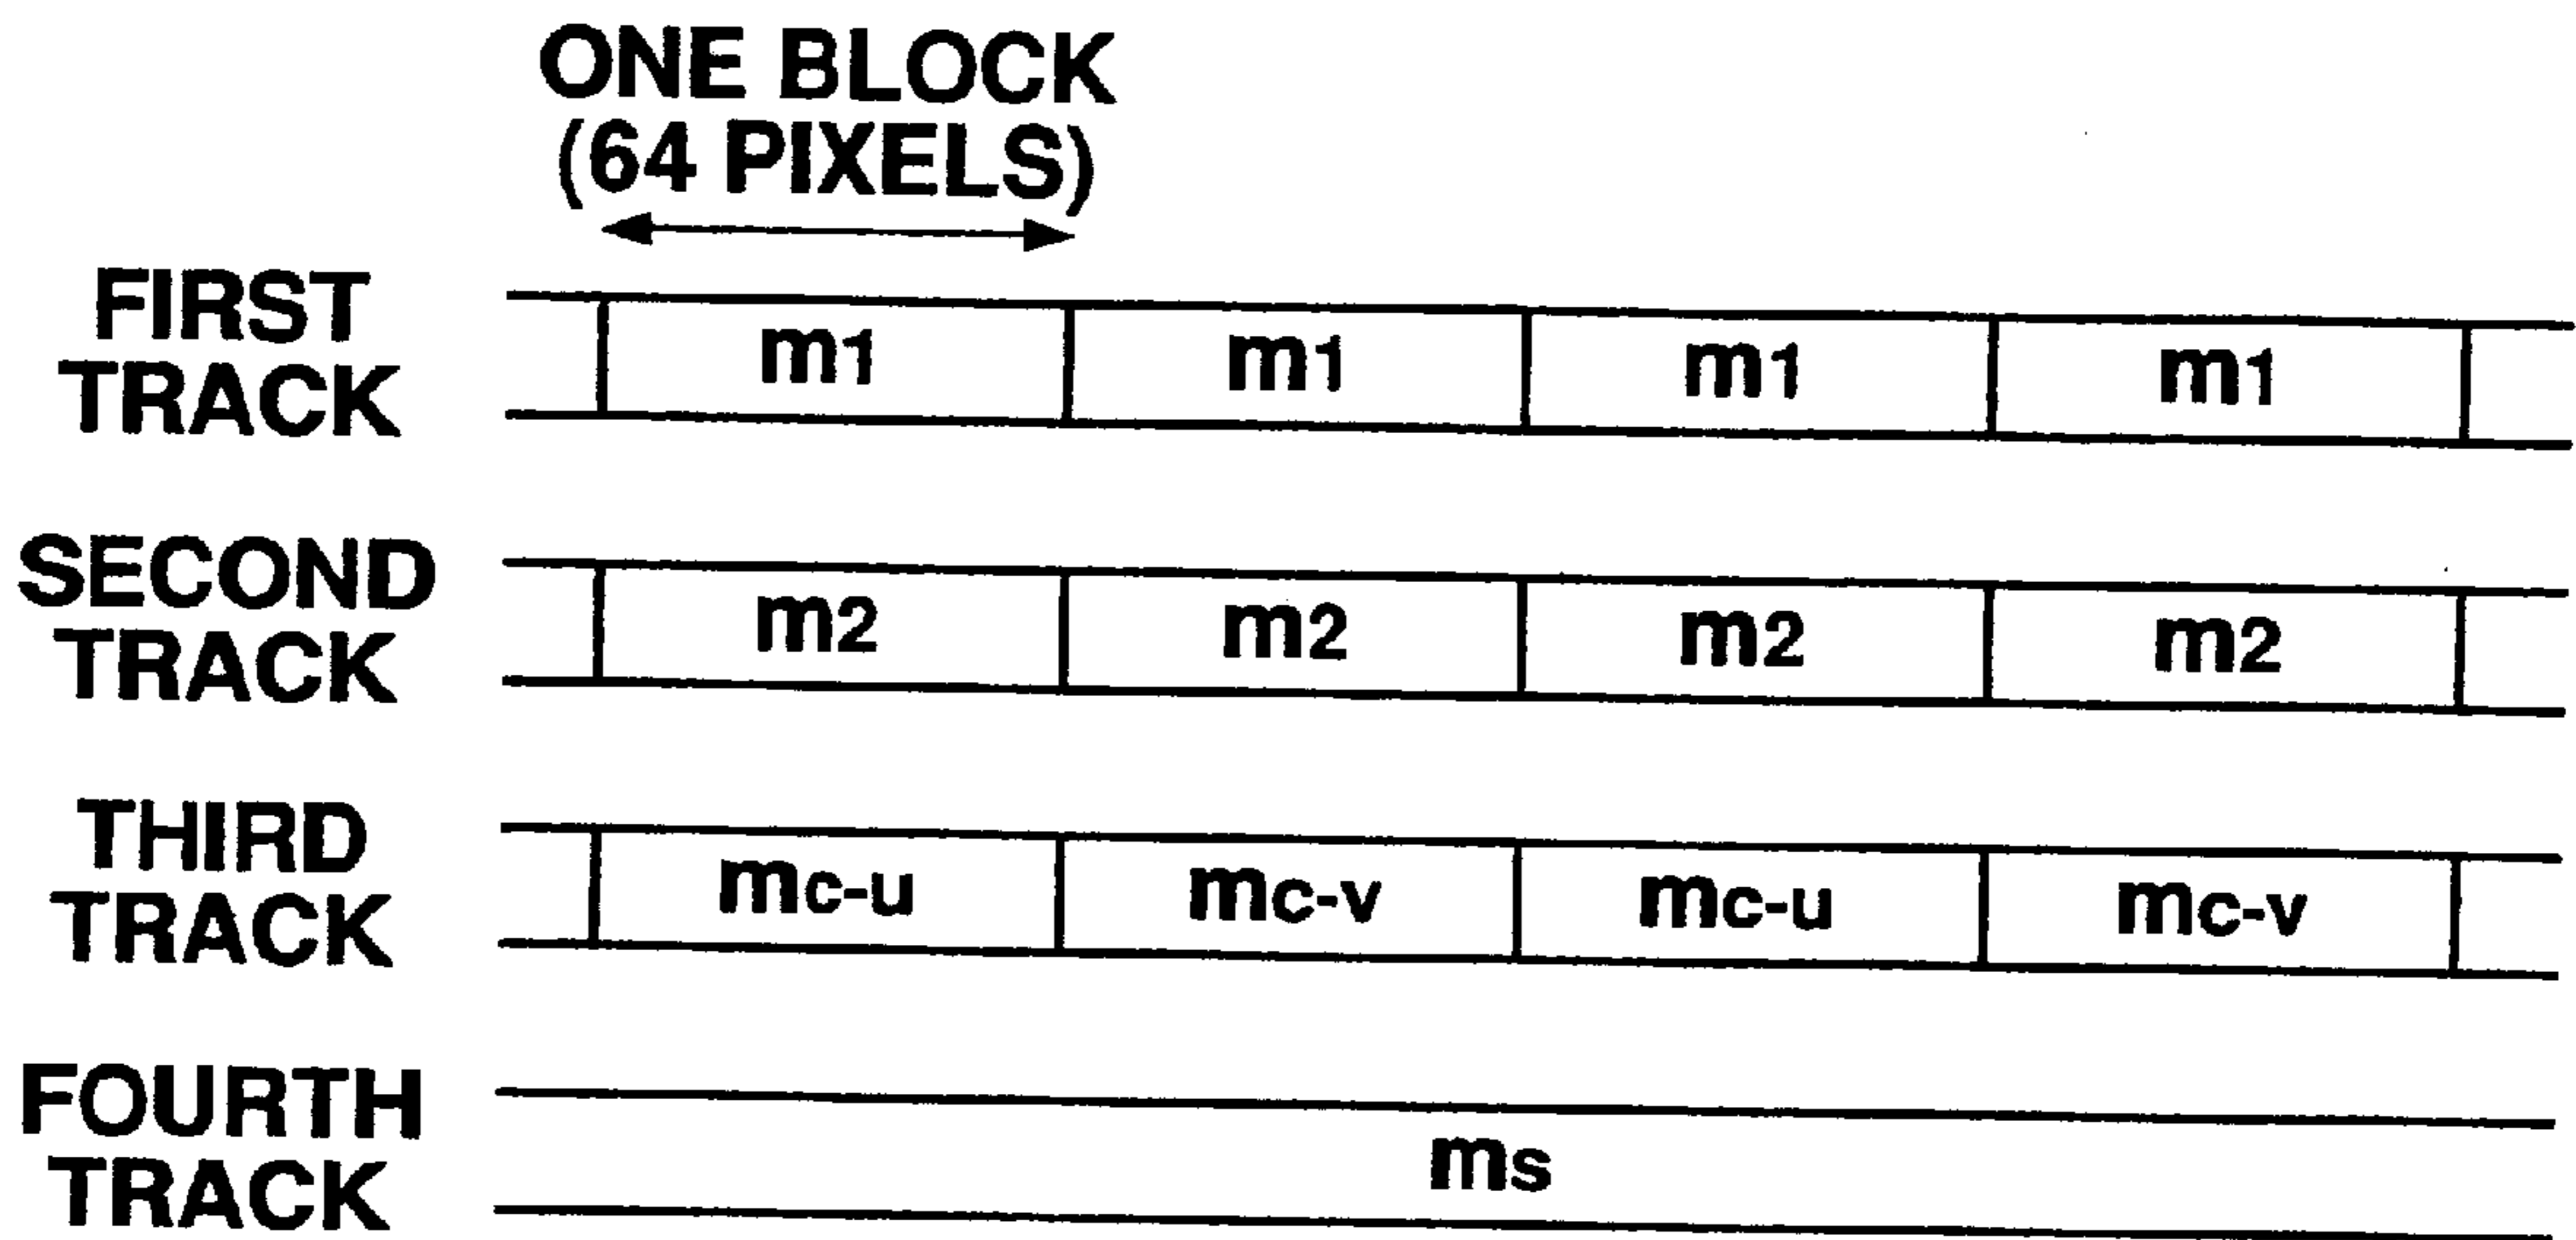 ONE BLOCK
(64 PIXELS)
FIRST
TRACK
m1 m1 m1 m1
SECOND
TRACK
m2 m2 m2 m2
THIRD
TRACK
mc-u mc-v mc-u mc-v
FOURTH
TRACK
ms